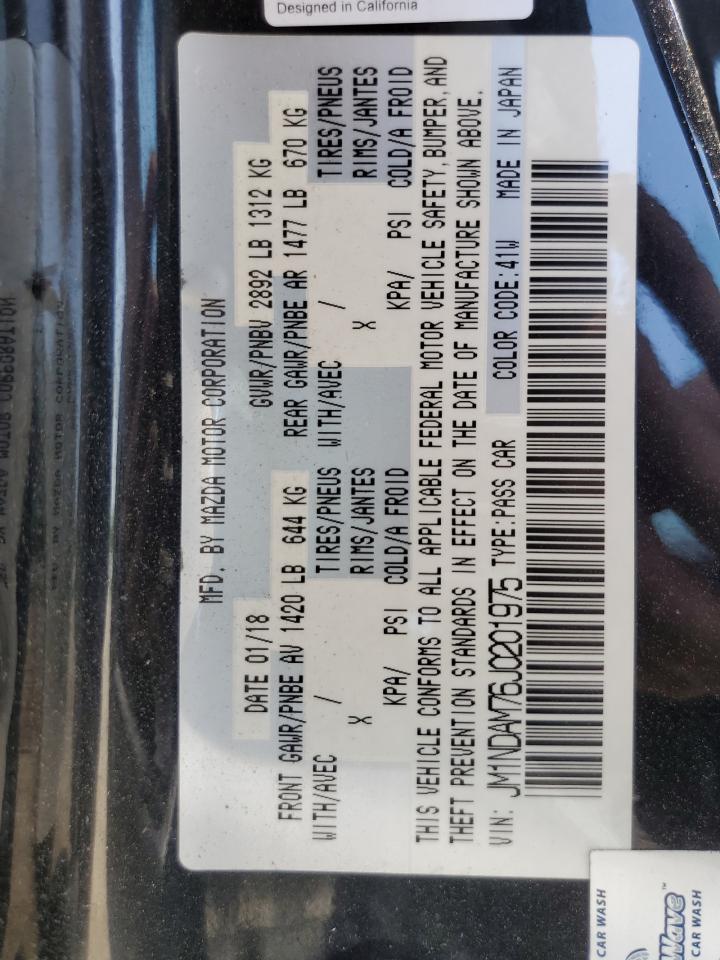 Designed in California
MFD. BY MAZDA MOTOR CORPORATION
DATE 01/18 GVWR/PNBV 2892 LB 1312 KG
FRONT GAWR/PNBE AV 1420 LB 644 KG REAR GAWR/PNBE AR 1477 LB 670 KG
WITH/AVEC / TIRES/PNEUS WITH/AVEC / TIRES/PNEUS
X RIMS/JANTES X RIMS/JANTES
KPA/ PSI COLD/A FROID KPA/ PSI COLD/A FROID
THIS VEHICLE CONFORMS TO ALL APPLICABLE FEDERAL MOTOR VEHICLE SAFETY, BUMPER, AND
THEFT PREVENTION STANDARDS IN EFFECT ON THE DATE OF MANUFACTURE SHOWN ABOVE.
VIN: JM1NDAM76J0201975 TYPE:PASS CAR COLOR CODE:41W MADE IN JAPAN
CAR WASH
Wave™
CAR WASH